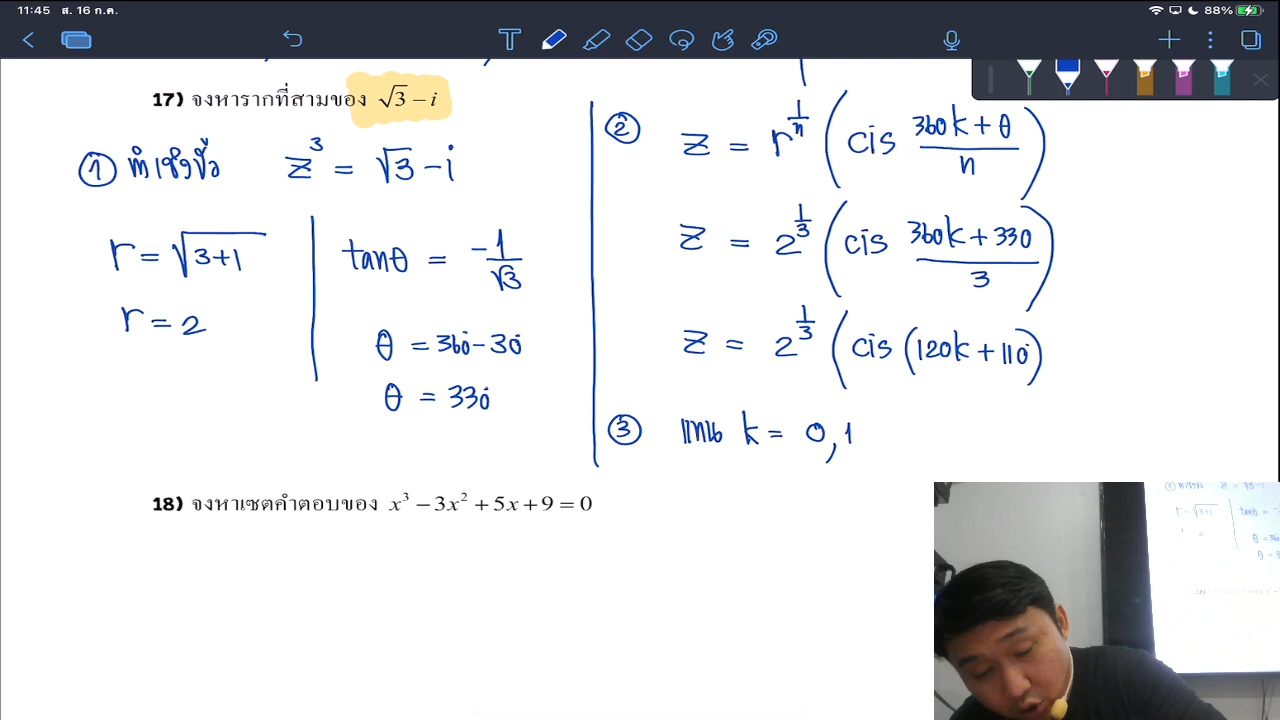 11:45 ส. 16 ก.ค.
88%
17) จงหารากที่สามของ √3 − i
① ทำเชิงขั้ว z³ = √3 − i
r = √(3+1)
r = 2
tanθ = −1/√3
θ = 360° − 30°
θ = 330°
② z = r^(1/n) (cis (360k + θ)/n)
z = 2^(1/3) (cis (360k + 330)/3)
z = 2^(1/3) (cis (120k + 110°))
③ แทน k = 0, 1
18) จงหาเซตคำตอบของ x³ − 3x² + 5x + 9 = 0